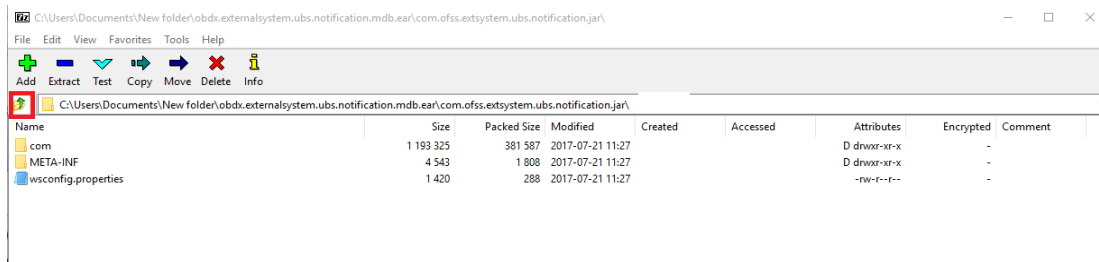 7z C:\Users\Documents\New folder\obdx.externalsystem.ubs.notification.mdb.ear\com.ofss.extsystem.ubs.notification.jar\
File Edit View Favorites Tools Help
Add Extract Test Copy Move Delete Info
C:\Users\Documents\New folder\obdx.externalsystem.ubs.notification.mdb.ear\com.ofss.extsystem.ubs.notification.jar\
Name Size Packed Size Modified Created Accessed Attributes Encrypted Comment
com 1 193 325 381 587 2017-07-21 11:27 D drwxr-xr-x -
META-INF 4 543 1 808 2017-07-21 11:27 D drwxr-xr-x -
wsconfig.properties 1 420 288 2017-07-21 11:27 -rw-r--r-- -